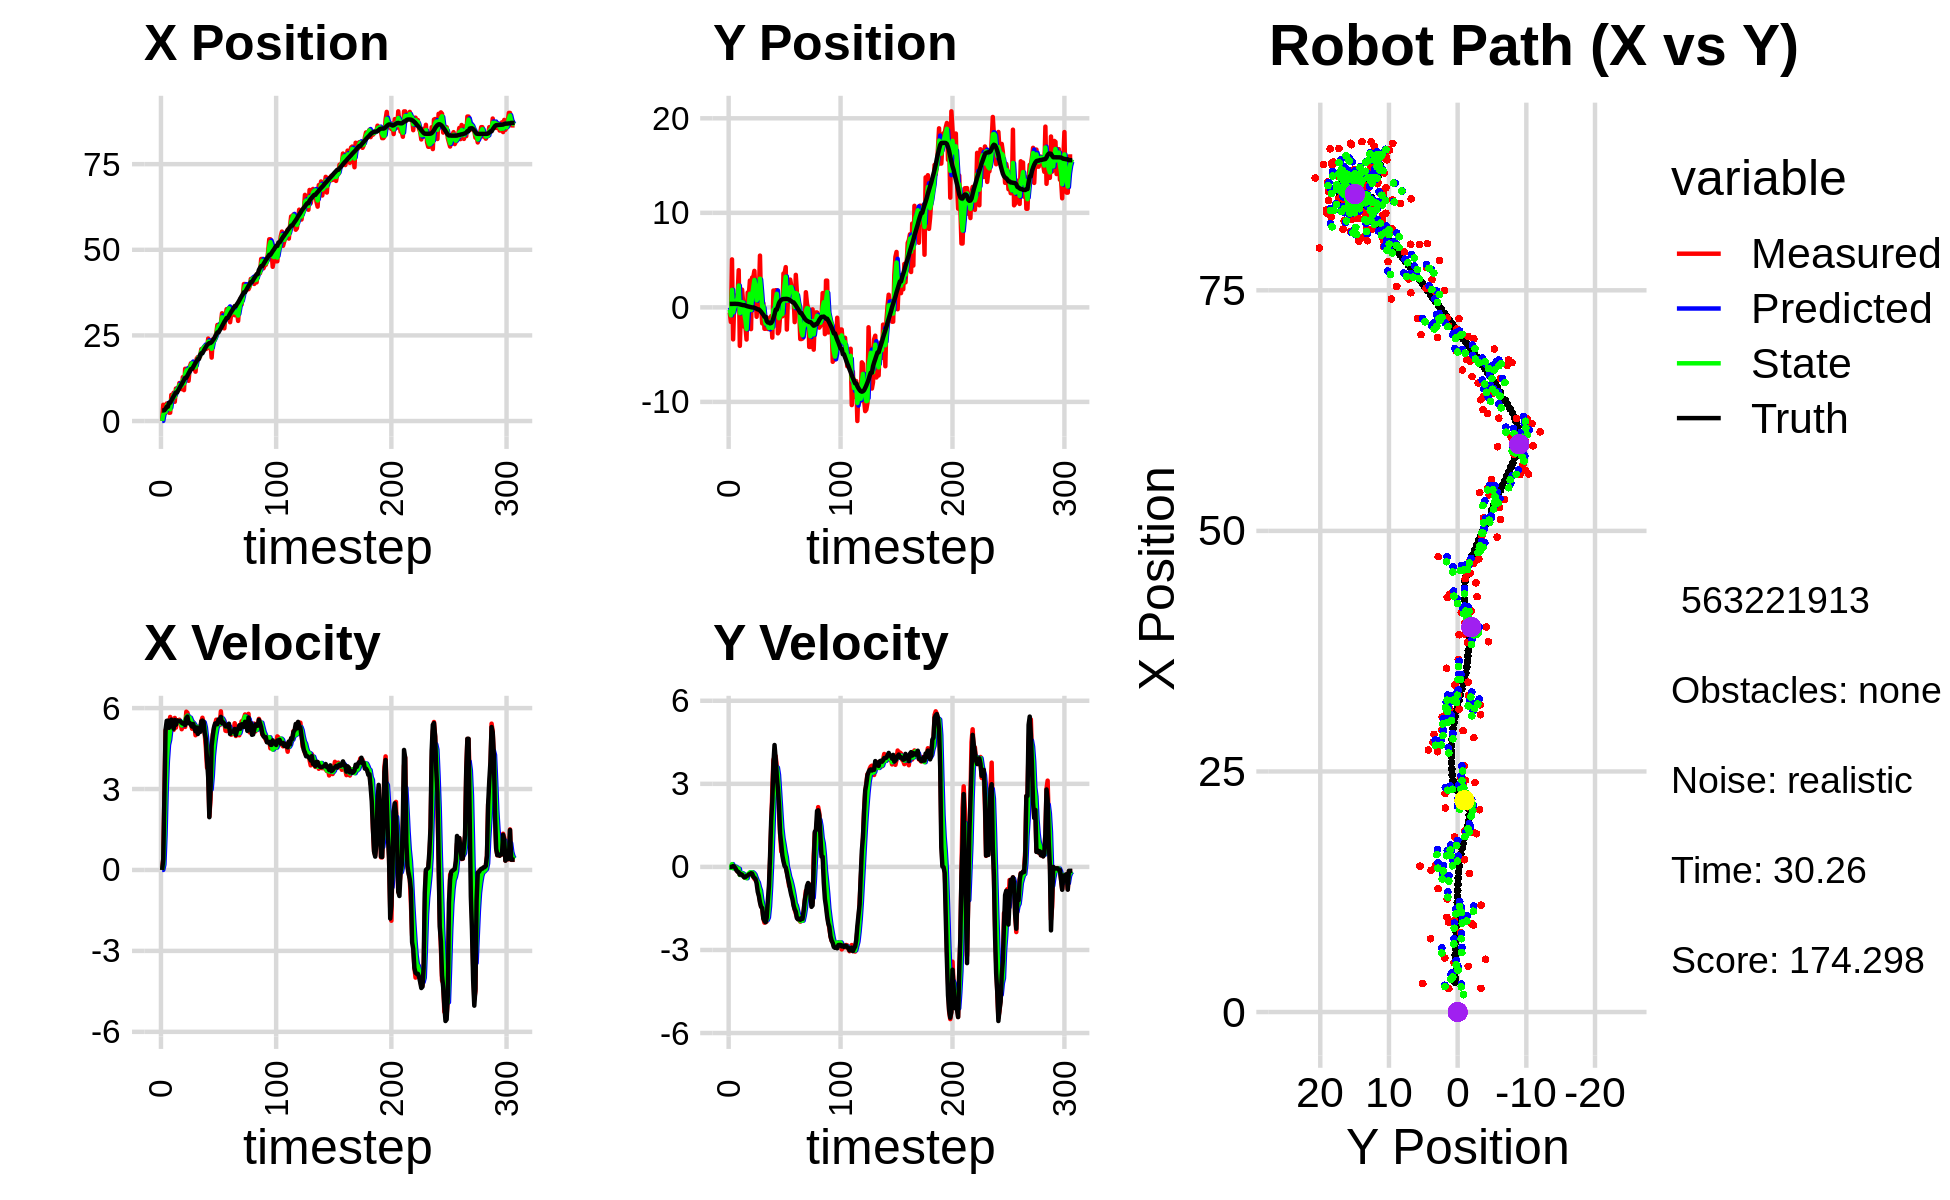 X Position
75
50
25
0
0
100
200
300
timestep
Y Position
20
10
0
-10
0
100
200
300
timestep
X Velocity
6
3
0
-3
-6
0
100
200
300
timestep
Y Velocity
6
3
0
-3
-6
0
100
200
300
timestep
Robot Path (X vs Y)
X Position
75
50
25
0
20 10 0 -10 -20
Y Position
variable
Measured
Predicted
State
Truth
563221913
Obstacles: none
Noise: realistic
Time: 30.26
Score: 174.298